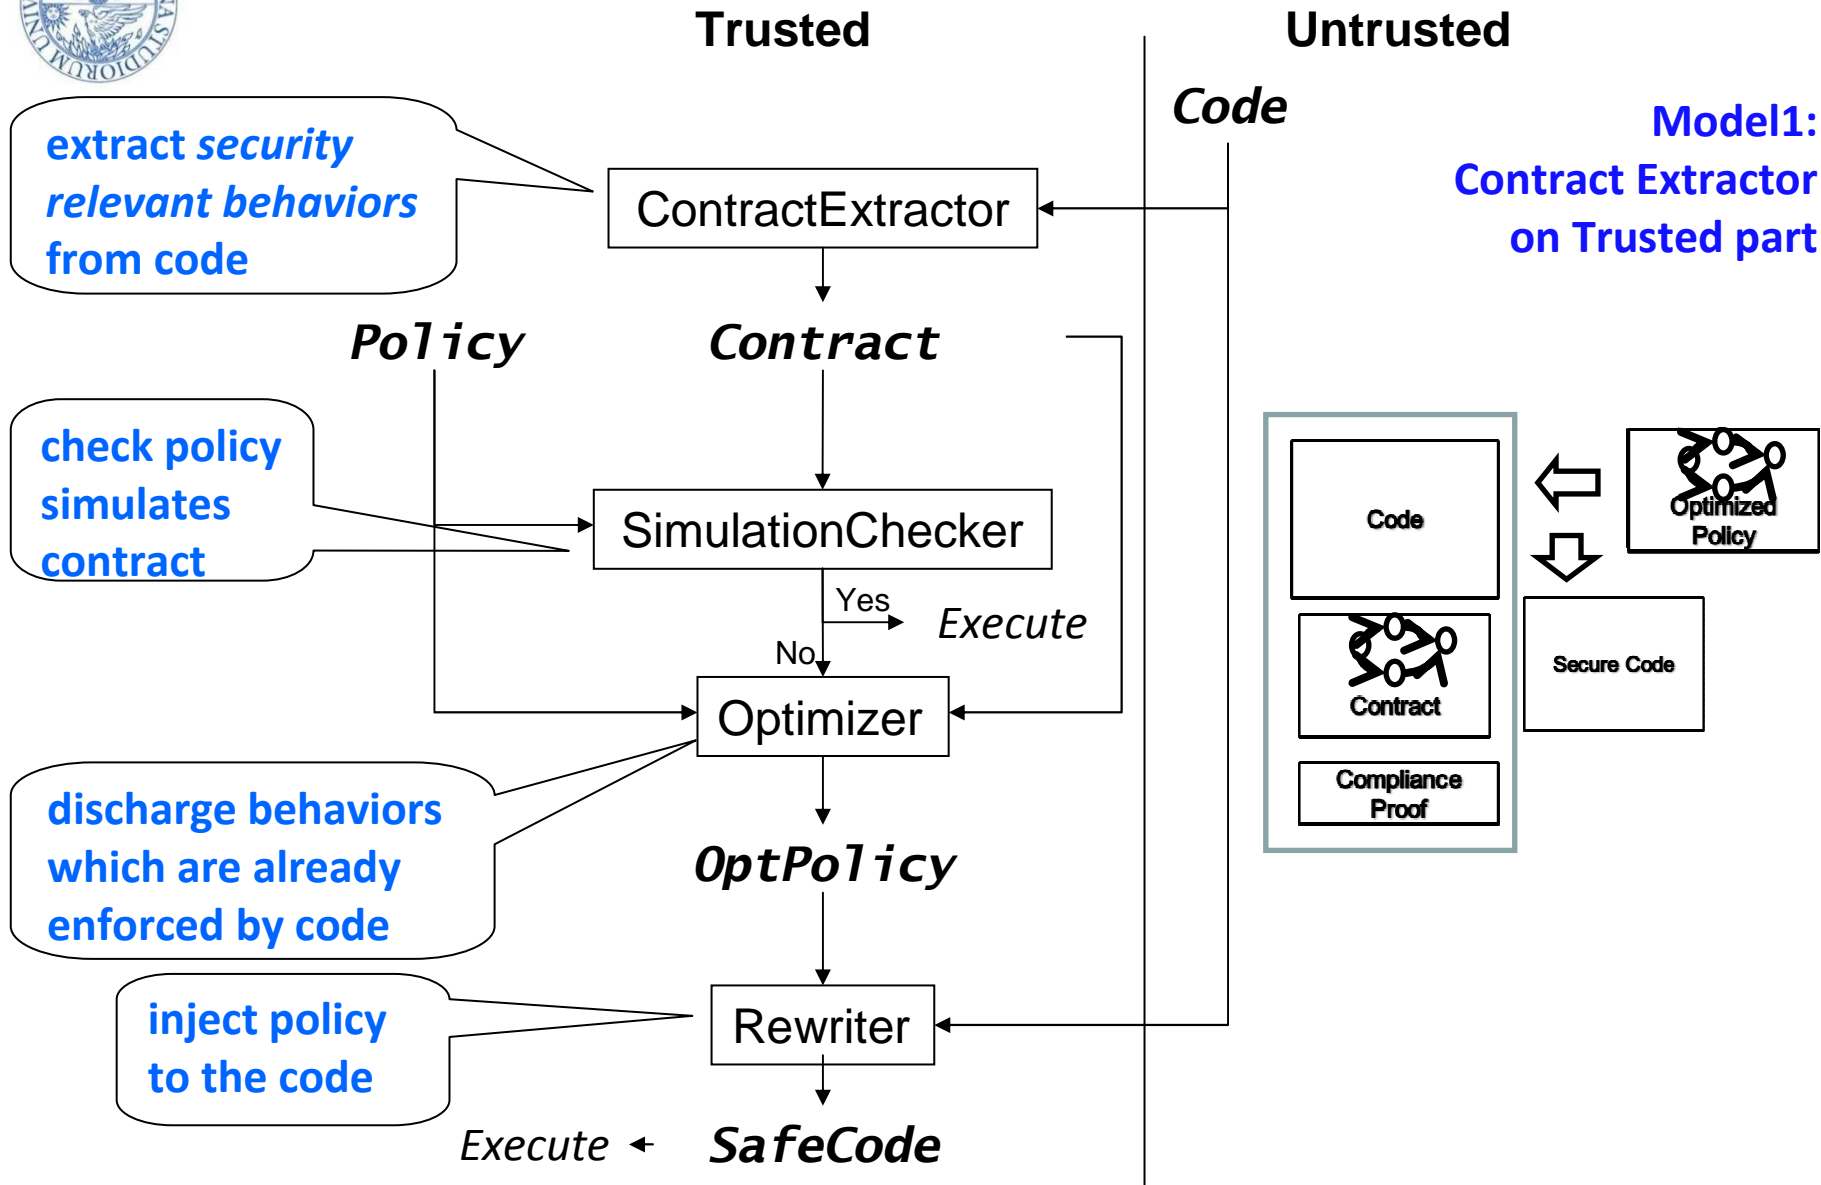 STUDIORUM
Trusted
Untrusted
Code
Model1:
Contract Extractor
on Trusted part
extract security
relevant behaviors
from code
ContractExtractor
Policy
Contract
check policy
simulates
contract
SimulationChecker
Yes
Execute
No
Optimizer
discharge behaviors
which are already
enforced by code
OptPolicy
inject policy
to the code
Rewriter
Execute
SafeCode
Code
Optimized
Policy
Contract
Secure Code
Compliance
Proof